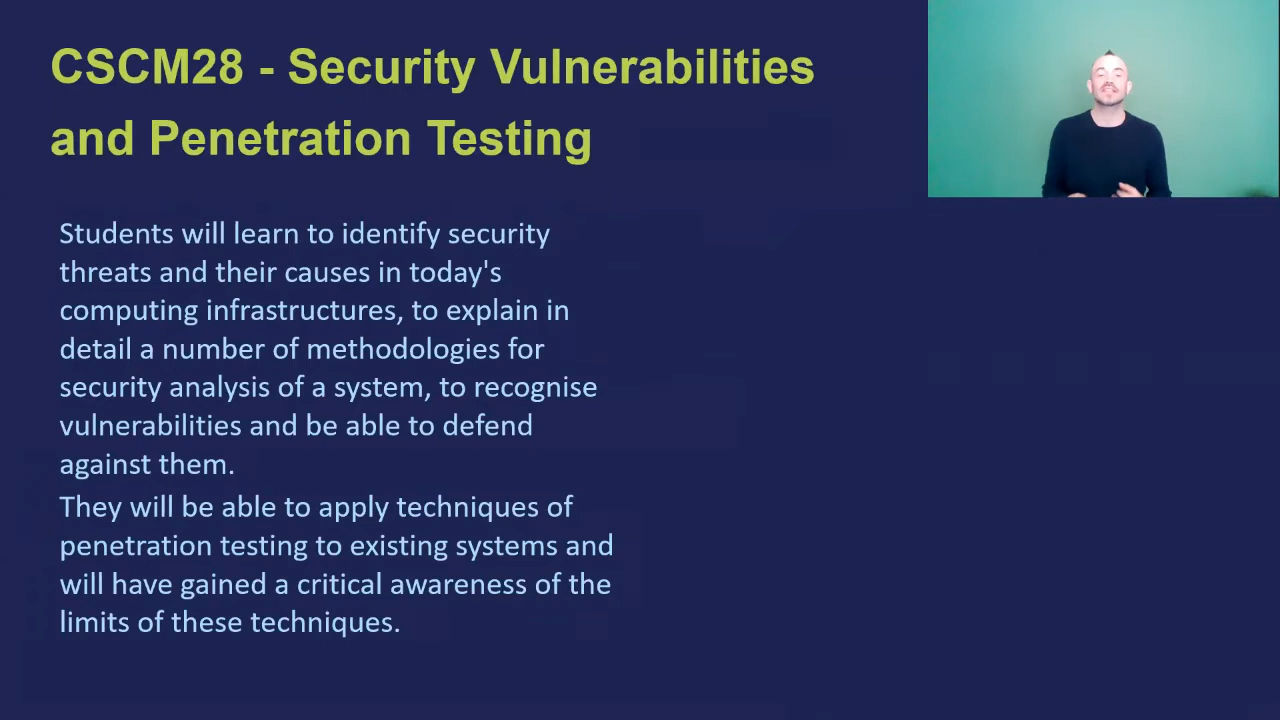 CSCM28 - Security Vulnerabilities
and Penetration Testing
Students will learn to identify security
threats and their causes in today's
computing infrastructures, to explain in
detail a number of methodologies for
security analysis of a system, to recognise
vulnerabilities and be able to defend
against them.
They will be able to apply techniques of
penetration testing to existing systems and
will have gained a critical awareness of the
limits of these techniques.